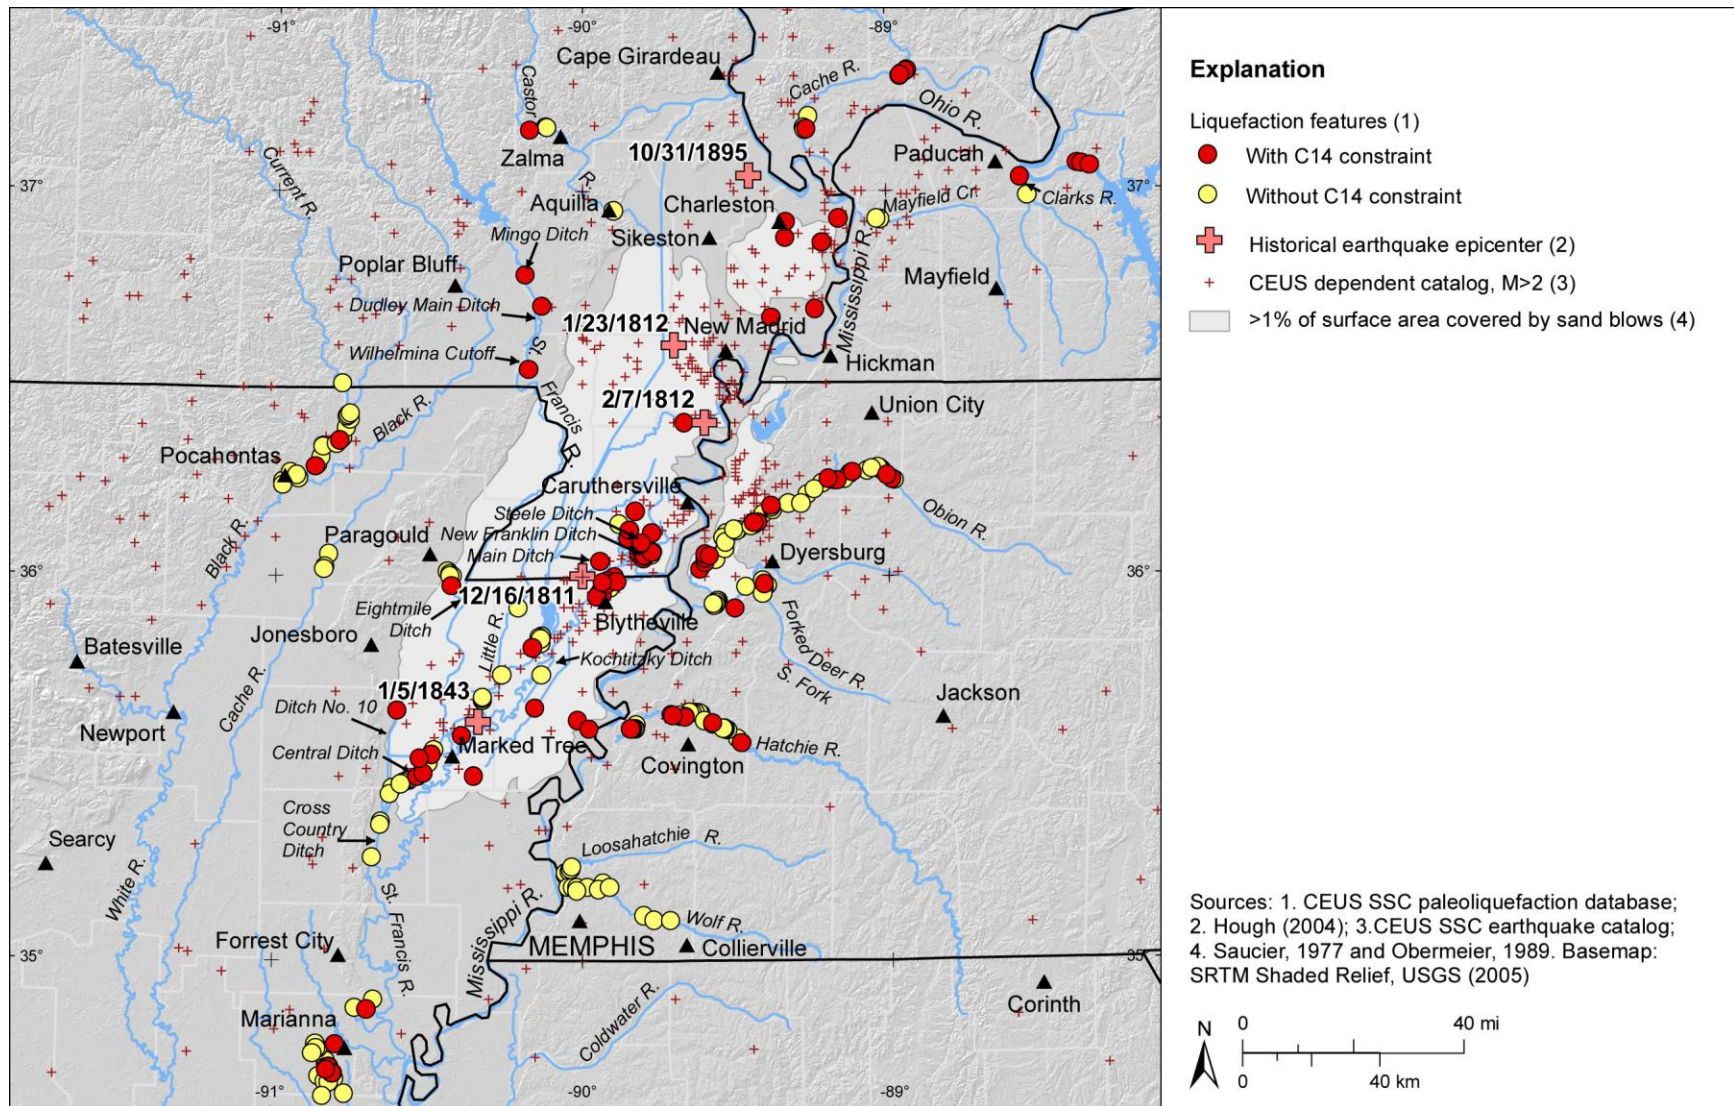 -91°
-90°
-89°
Cape Girardeau
Castor
Cache R.
Ohio R.
Current R.
Zalma
10/31/1895
Paducah
37°
37°
R.
Aquilla
Charleston
Mayfield Cr.
Clarks R.
Mingo Ditch
Sikeston
Mississippi R.
Poplar Bluff
Mayfield
Dudley Main Ditch
1/23/1812
New Madrid
St.
Wilhelmina Cutoff
Hickman
Francis
2/7/1812
Black R.
Union City
R.
Pocahontas
Caruthersville
Steele Ditch
Obion R.
New Franklin Ditch
Black R.
Paragould
Main Ditch
Dyersburg
36°
36°
12/16/1811
Eightmile
Ditch
Blytheville
Little R.
Forked Deer R.
S. Fork
Jonesboro
Batesville
Kochtitzky Ditch
1/5/1843
Cache R.
Jackson
Ditch No. 10
Newport
Marked Tree
Hatchie R.
Central Ditch
Covington
Cross
Country
Ditch
Searcy
Loosahatchie R.
White R.
St. Francis R.
Mississippi R.
Wolf R.
Forrest City
MEMPHIS
Collierville
35°
35°
Corinth
Marianna
Coldwater R.
-91°
-90°
-89°
Explanation
Liquefaction features (1)
With C14 constraint
Without C14 constraint
Historical earthquake epicenter (2)
CEUS dependent catalog, M>2 (3)
>1% of surface area covered by sand blows (4)
Sources: 1. CEUS SSC paleoliquefaction database;
2. Hough (2004); 3.CEUS SSC earthquake catalog;
4. Saucier, 1977 and Obermeier, 1989. Basemap:
SRTM Shaded Relief, USGS (2005)
N
0 40 mi
0 40 km